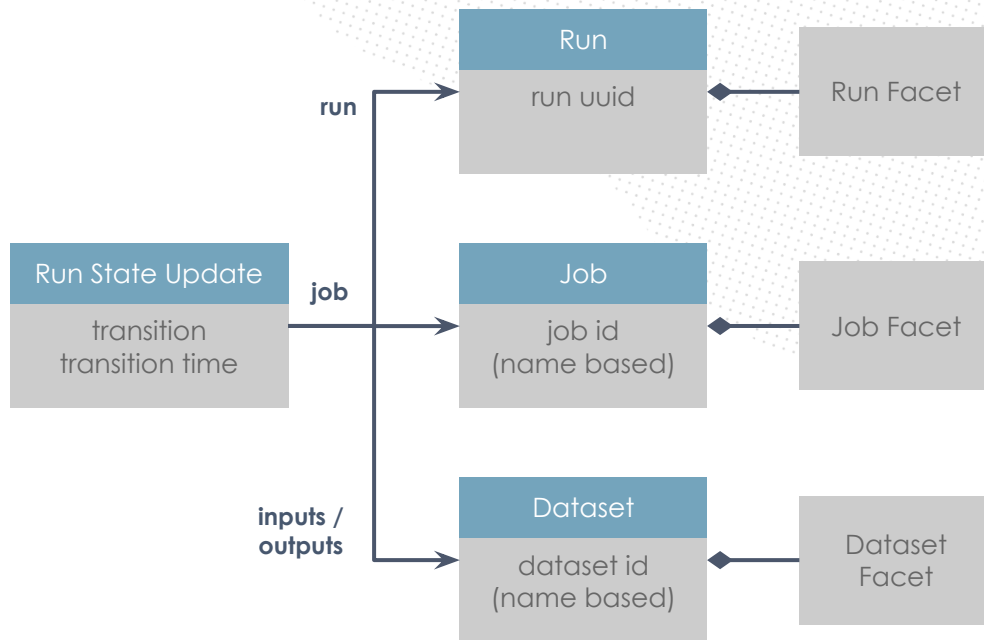 Run
run uuid
Run Facet
run
Run State Update
transition
transition time
job
Job
job id
(name based)
Job Facet
inputs /
outputs
Dataset
dataset id
(name based)
Dataset
Facet